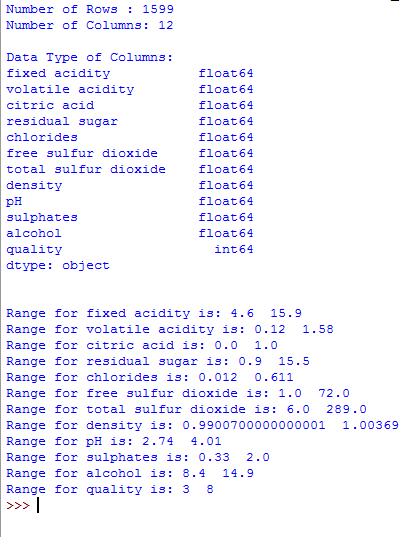 Number of Rows : 1599
Number of Columns: 12
Data Type of Columns:
fixed acidity float64
volatile acidity float64
citric acid float64
residual sugar float64
chlorides float64
free sulfur dioxide float64
total sulfur dioxide float64
density float64
pH float64
sulphates float64
alcohol float64
quality int64
dtype: object
Range for fixed acidity is: 4.6 15.9
Range for volatile acidity is: 0.12 1.58
Range for citric acid is: 0.0 1.0
Range for residual sugar is: 0.9 15.5
Range for chlorides is: 0.012 0.611
Range for free sulfur dioxide is: 1.0 72.0
Range for total sulfur dioxide is: 6.0 289.0
Range for density is: 0.9900700000000001 1.00369
Range for pH is: 2.74 4.01
Range for sulphates is: 0.33 2.0
Range for alcohol is: 8.4 14.9
Range for quality is: 3 8
>>>